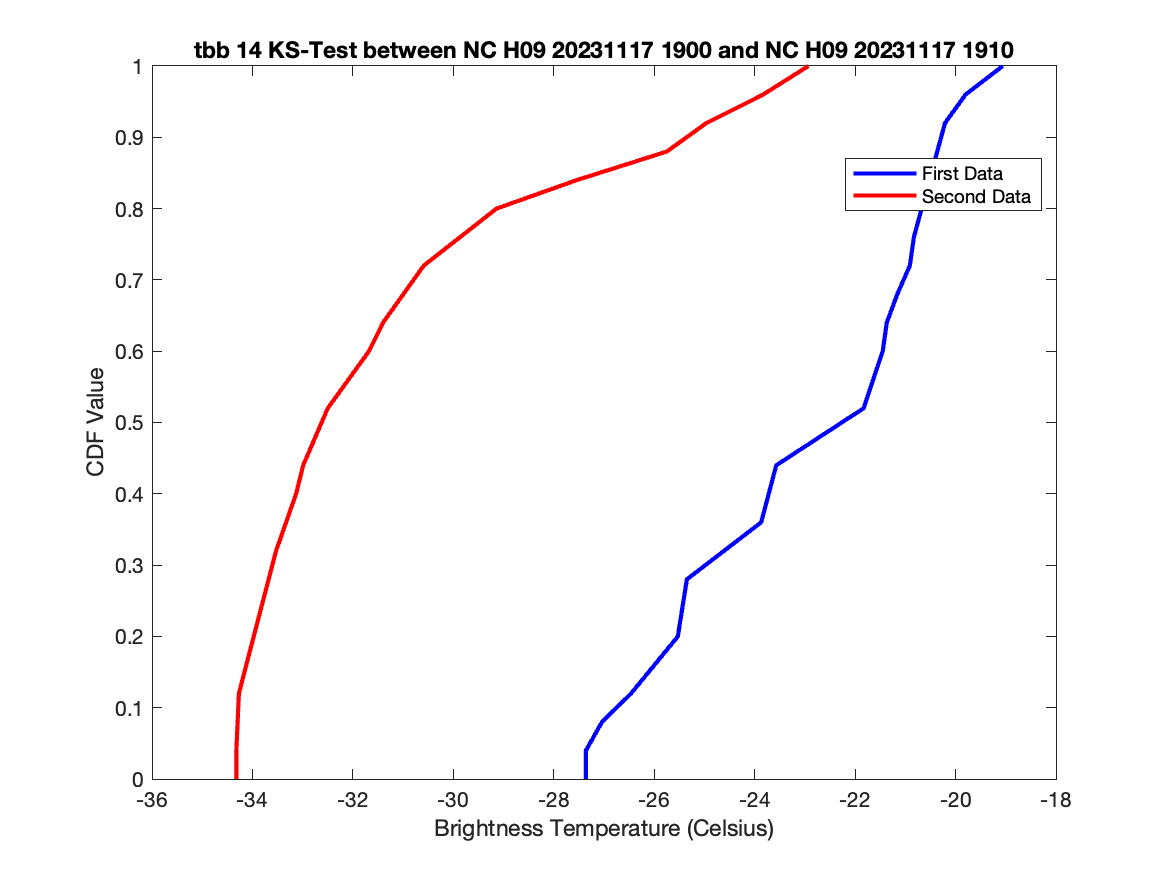 tbb 14 KS-Test between NC H09 20231117 1900 and NC H09 20231117 1910
1
0.9
First Data
Second Data
0.8
0.7
0.6
0.5
CDF Value
0.4
0.3
0.2
0.1
0
-36 -34 -32 -30 -28 -26 -24 -22 -20 -18
Brightness Temperature (Celsius)